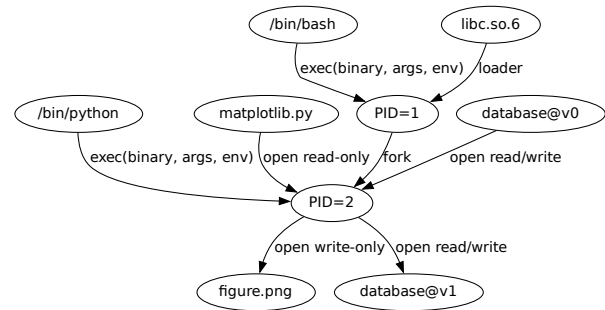 /bin/bash
libc.so.6
exec(binary, args, env)
loader
/bin/python
matplotlib.py
PID=1
database@v0
exec(binary, args, env)
open read-only
fork
open read/write
PID=2
open write-only
open read/write
figure.png
database@v1